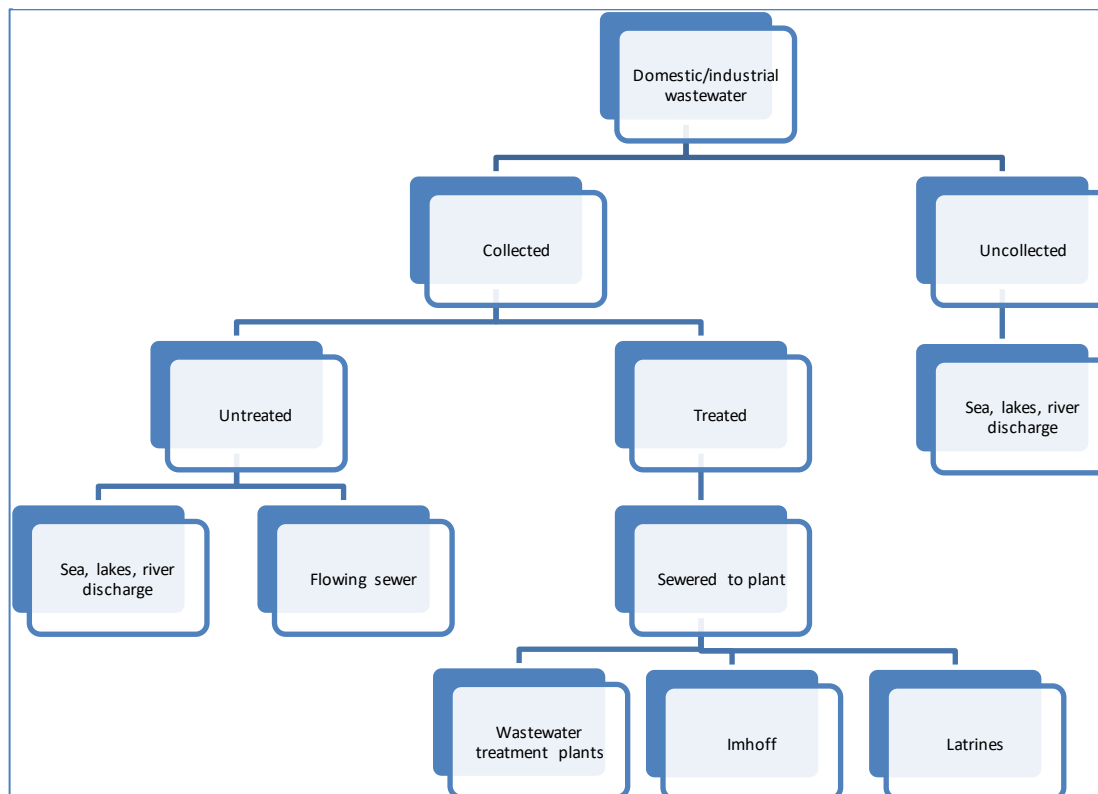 Domestic/industrial
wastewater
Collected
Uncollected
Untreated
Treated
Sea, lakes, river
discharge
Sea, lakes, river
discharge
Flowing sewer
Sewered to plant
Wastewater
treatment plants
Imhoff
Latrines